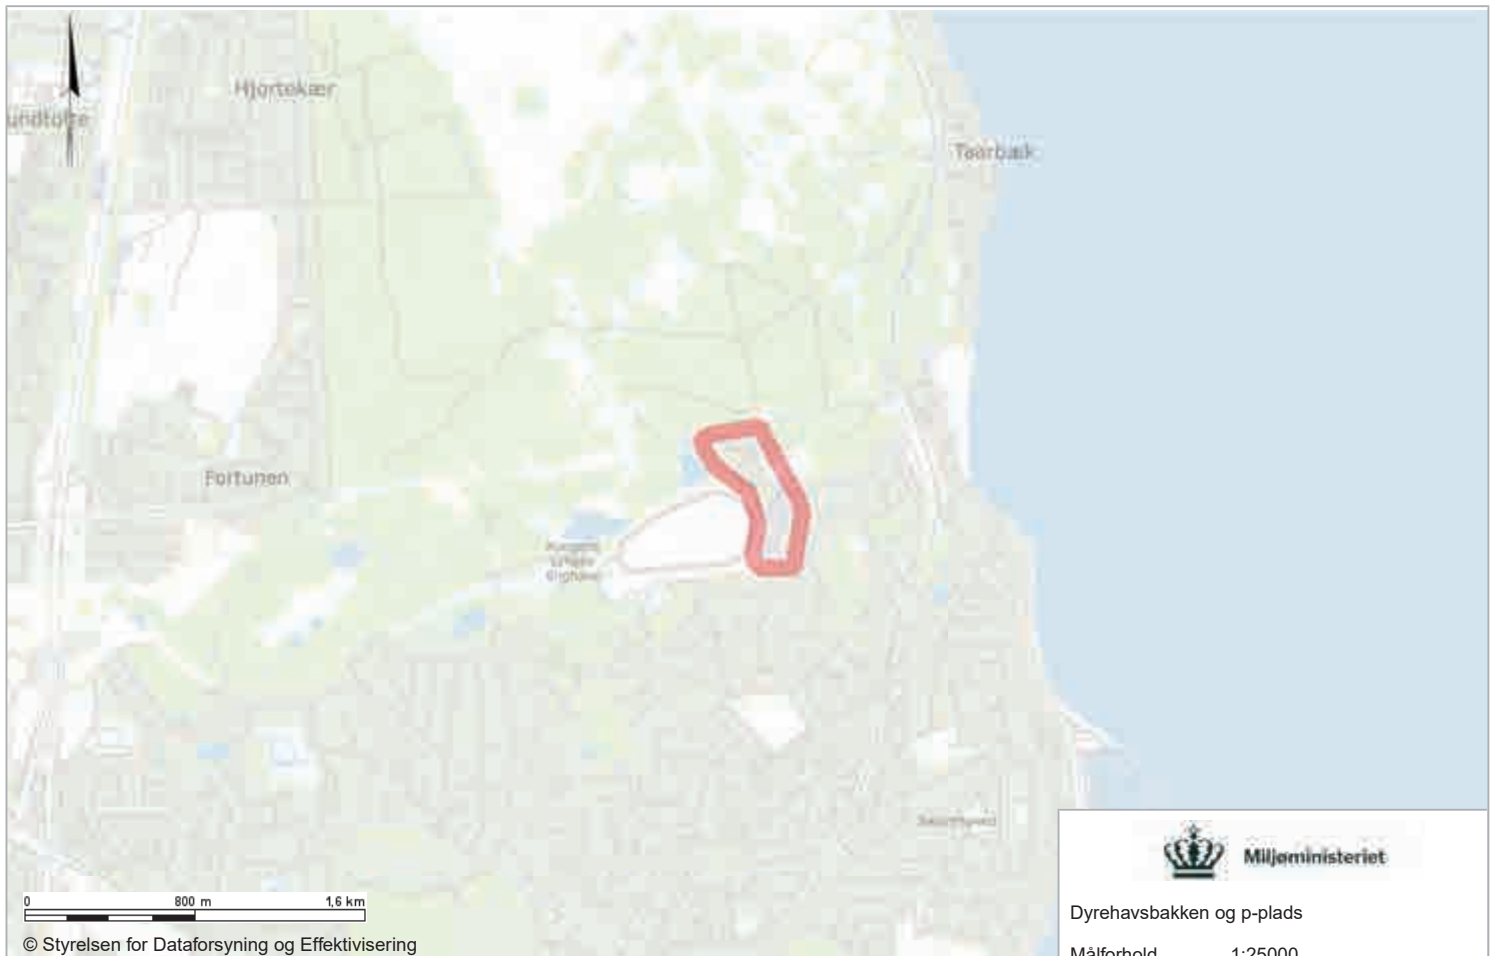 Hjortekær
Taarbæk
Fortunen
0 800 m 1,6 km
© Styrelsen for Dataforsyning og Effektivisering
Miljøministeriet
Dyrehavsbakken og p-plads
Målforhold 1:25000